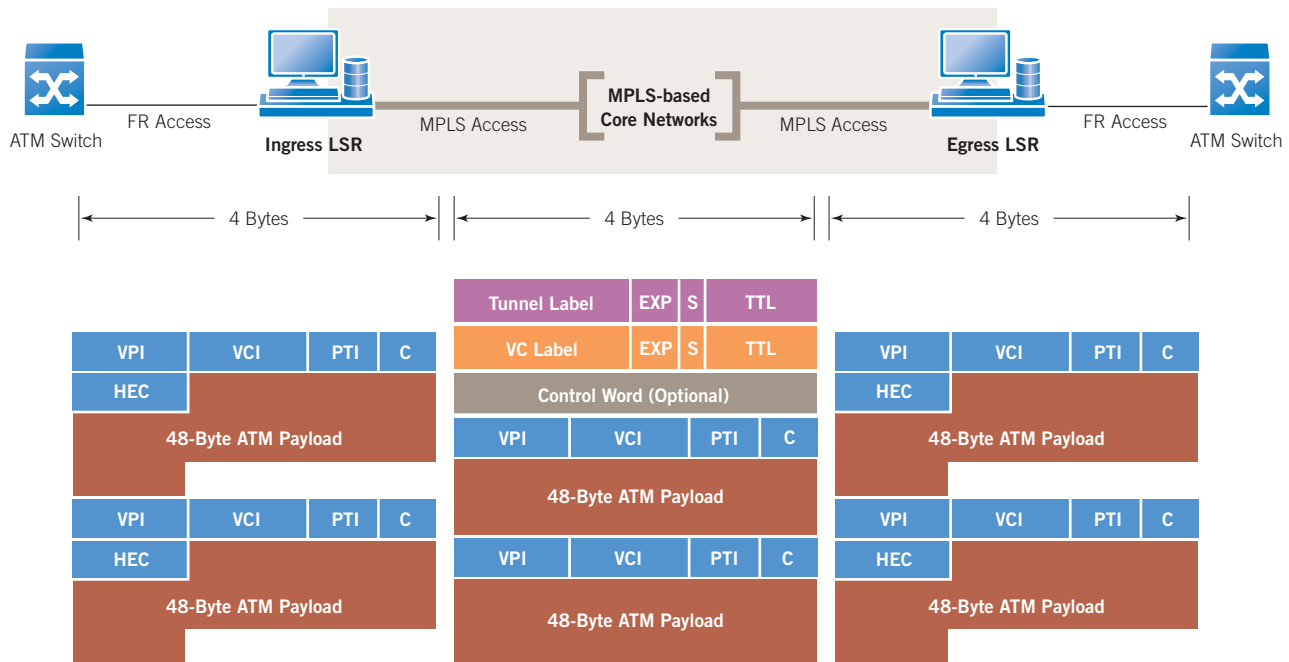 MPLS-based
Core Networks
FR Access
MPLS Access
MPLS Access
FR Access
ATM Switch
Ingress LSR
Egress LSR
ATM Switch
4 Bytes
4 Bytes
4 Bytes
Tunnel Label EXP S TTL
VC Label EXP S TTL
Control Word (Optional)
VPI VCI PTI C
48-Byte ATM Payload
VPI VCI PTI C
48-Byte ATM Payload
VPI VCI PTI C
HEC
48-Byte ATM Payload
VPI VCI PTI C
HEC
48-Byte ATM Payload
VPI VCI PTI C
HEC
48-Byte ATM Payload
VPI VCI PTI C
HEC
48-Byte ATM Payload